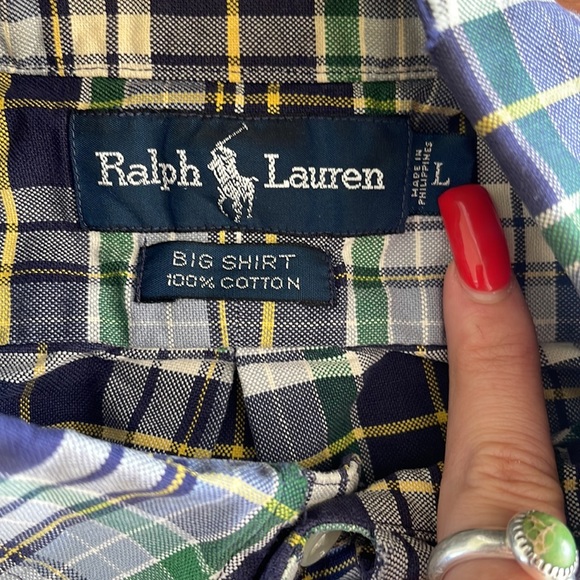 Ralph Lauren
MADE IN
PHILIPPINES
L
BIG SHIRT
100% COTTON